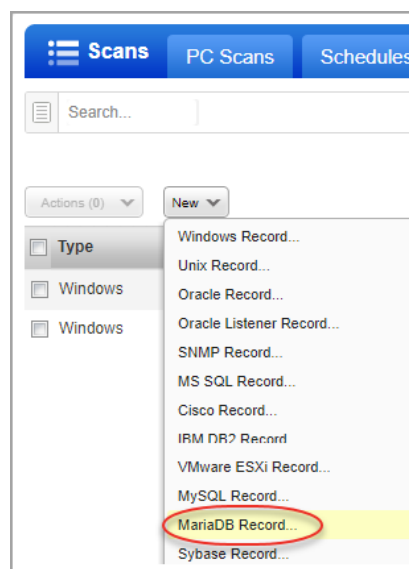 Scans PC Scans Schedules
Search...
Actions (0) New
Type
Windows
Windows
Windows Record...
Unix Record...
Oracle Record...
Oracle Listener Record...
SNMP Record...
MS SQL Record...
Cisco Record...
IBM DB2 Record
VMware ESXi Record...
MySQL Record...
MariaDB Record...
Sybase Record...